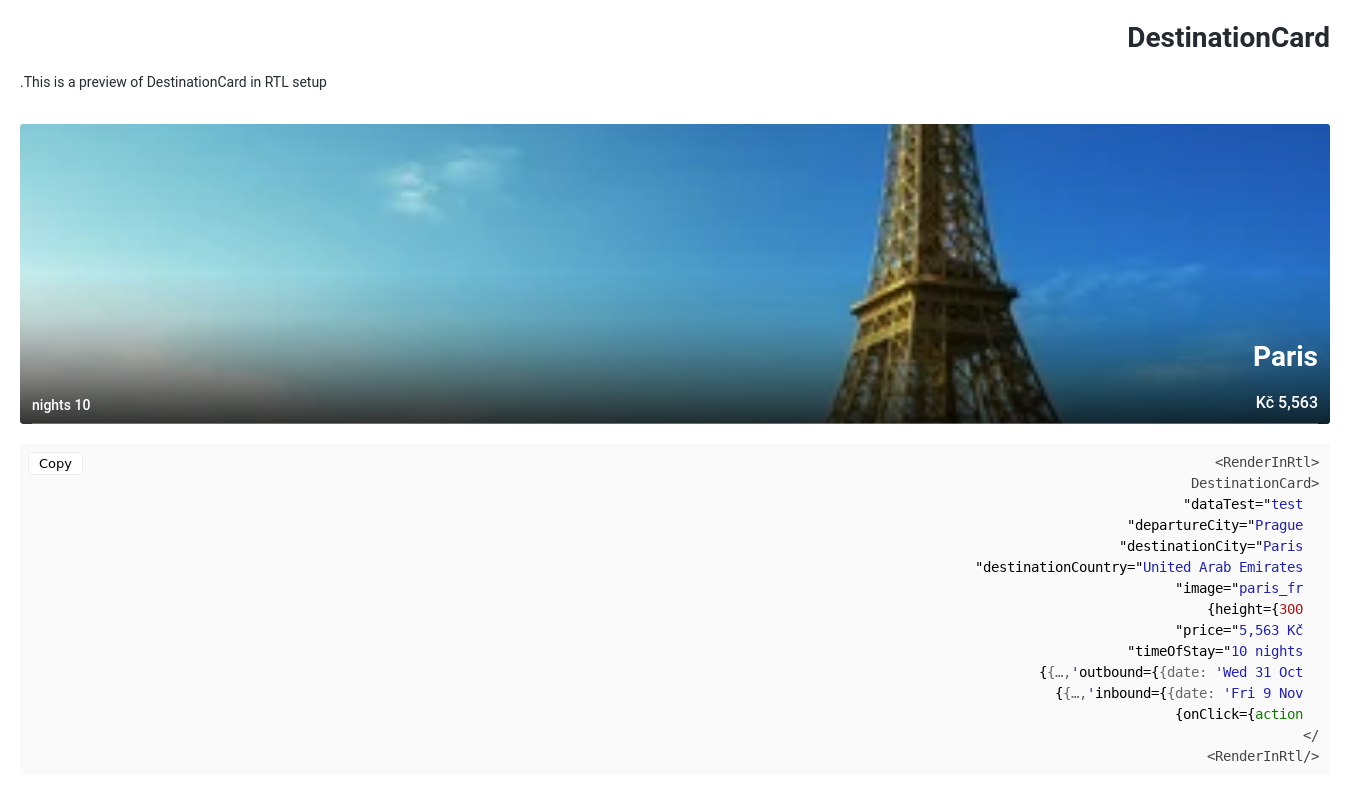 DestinationCard
.This is a preview of DestinationCard in RTL setup
Paris
nights 10
Kč 5,563
Copy
<RenderInRtl>
DestinationCard>
"dataTest="test
"departureCity="Prague
"destinationCity="Paris
"destinationCountry="United Arab Emirates
"image="paris_fr
{height={300
"price="5,563 Kč
"timeOfStay="10 nights
{{…,'outbound={{date: 'Wed 31 Oct
{{…,'inbound={{date: 'Fri 9 Nov
{onClick={action
</
<RenderInRtl/>